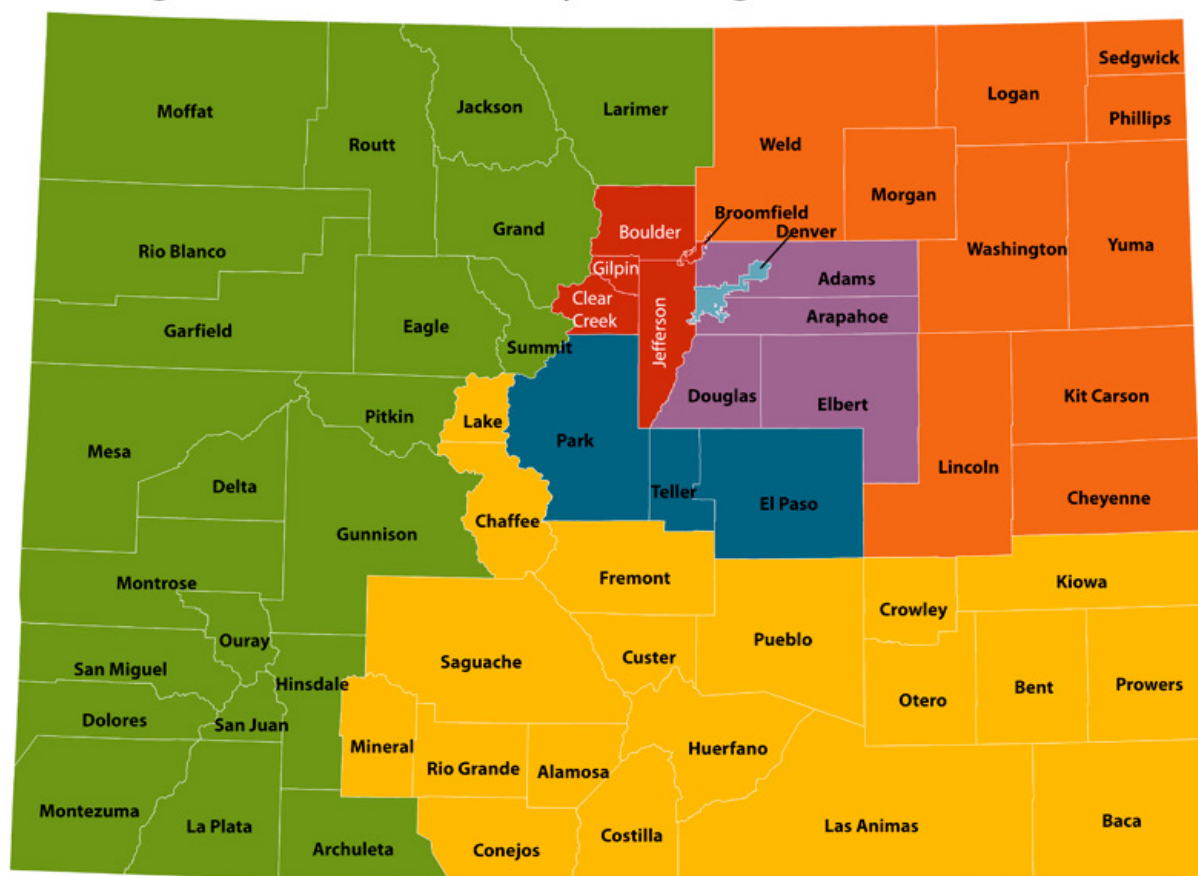 Sedgwick
Logan
Moffat
Jackson
Larimer
Phillips
Weld
Routt
Morgan
Broomfield
Grand
Boulder
Denver
Rio Blanco
Washington
Yuma
Gilpin
Adams
Clear
Creek
Garfield
Eagle
Arapahoe
Summit
Jefferson
Douglas
Elbert
Kit Carson
Pitkin
Lake
Park
Mesa
Lincoln
Delta
Teller
El Paso
Cheyenne
Chaffee
Gunnison
Fremont
Montrose
Kiowa
Crowley
Ouray
Pueblo
Saguache
Custer
San Miguel
Hinsdale
Otero
Bent
Prowers
Dolores
San Juan
Mineral
Huerfano
Rio Grande
Alamosa
Montezuma
La Plata
Las Animas
Baca
Costilla
Archuleta
Conejos